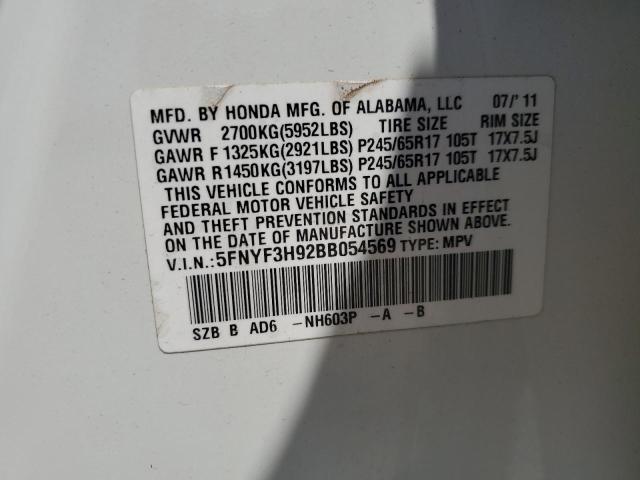 MFD. BY HONDA MFG. OF ALABAMA, LLC 07/'11
GVWR 2700KG(5952LBS) TIRE SIZE RIM SIZE
GAWR F 1325KG(2921LBS) P245/65R17 105T 17X7.5J
GAWR R 1450KG(3197LBS) P245/65R17 105T 17X7.5J
THIS VEHICLE CONFORMS TO ALL APPLICABLE
FEDERAL MOTOR VEHICLE SAFETY
AND THEFT PREVENTION STANDARDS IN EFFECT
ON THE DATE OF MANUFACTURE SHOWN ABOVE.
V.I.N.:5FNYF3H92BB054569 TYPE: MPV
SZB B AD6 -NH603P -A -B